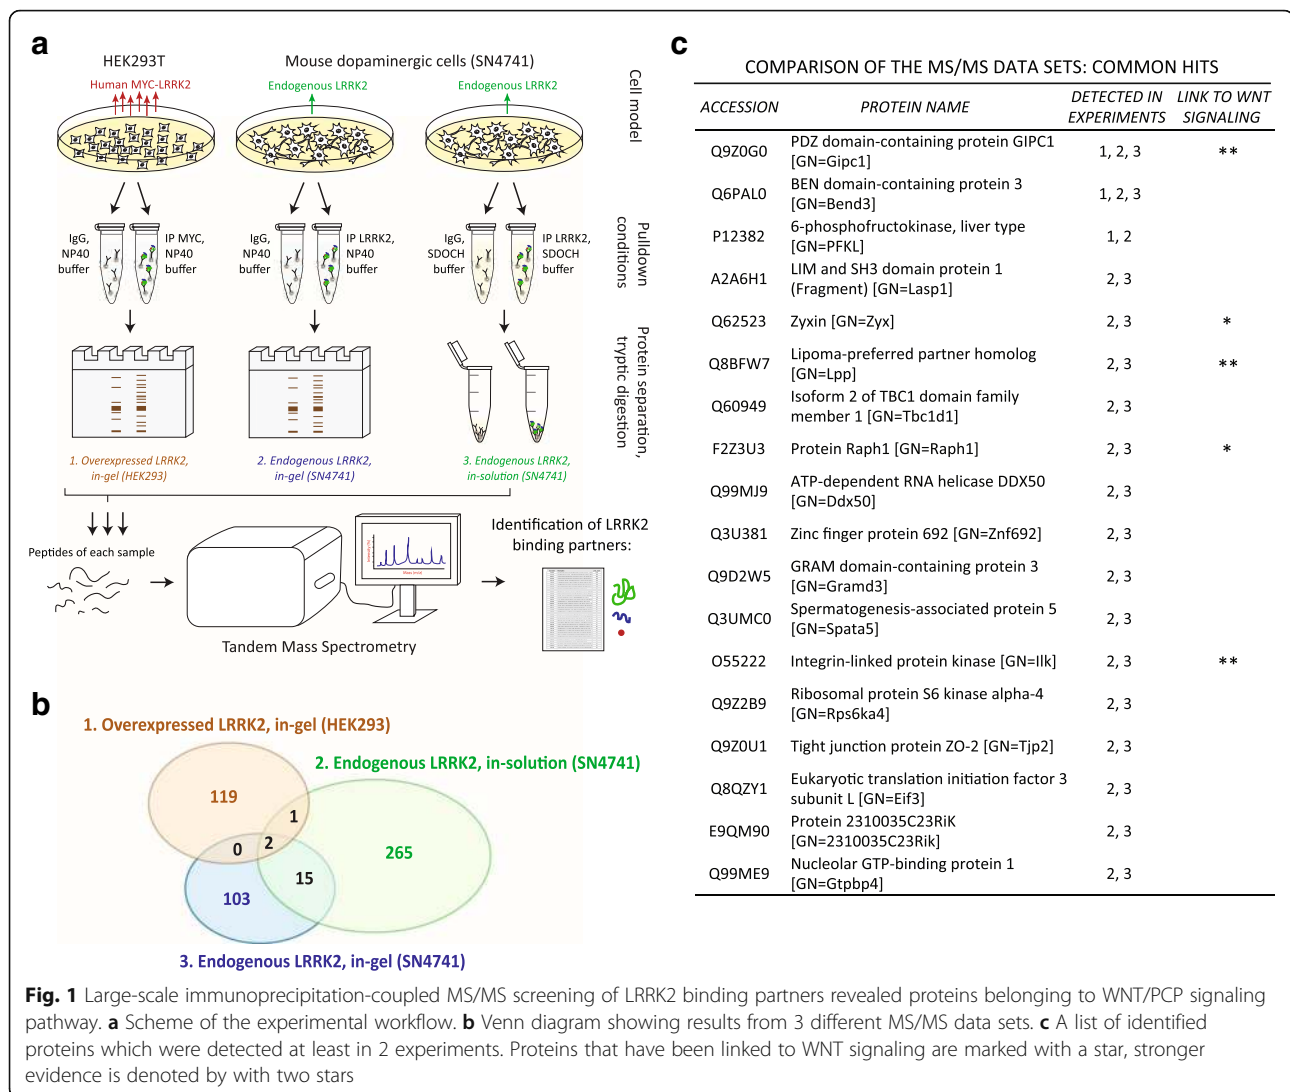 a
HEK293T
Mouse dopaminergic cells (SN4741)
Human MYC-LRRK2
Endogenous LRRK2
Endogenous LRRK2
Cell model
IgG,
NP40
buffer
IP MYC,
NP40
buffer
IgG,
NP40
buffer
IP LRRK2,
NP40
buffer
IgG,
SDOCH
buffer
IP LRRK2,
SDOCH
buffer
Pulldown
conditions
Protein separation,
tryptic digestion
1. Overexpressed LRRK2,
in-gel (HEK293)
2. Endogenous LRRK2,
in-gel (SN4741)
3. Endogenous LRRK2,
in-solution (SN4741)
Peptides of each sample
Tandem Mass Spectrometry
Identification of LRRK2
binding partners:
b
1. Overexpressed LRRK2, in-gel (HEK293)
2. Endogenous LRRK2, in-solution (SN4741)
119
1
0
2
265
15
103
3. Endogenous LRRK2, in-gel (SN4741)
c
COMPARISON OF THE MS/MS DATA SETS: COMMON HITS
ACCESSION PROTEIN NAME DETECTED IN EXPERIMENTS LINK TO WNT SIGNALING
Q9Z0G0 PDZ domain-containing protein GIPC1 [GN=Gipc1] 1, 2, 3 **
Q6PAL0 BEN domain-containing protein 3 [GN=Bend3] 1, 2, 3
P12382 6-phosphofructokinase, liver type [GN=PFKL] 1, 2
A2A6H1 LIM and SH3 domain protein 1 (Fragment) [GN=Lasp1] 2, 3
Q62523 Zyxin [GN=Zyx] 2, 3 *
Q8BFW7 Lipoma-preferred partner homolog [GN=Lpp] 2, 3 **
Q60949 Isoform 2 of TBC1 domain family member 1 [GN=Tbc1d1] 2, 3
F2Z3U3 Protein Raph1 [GN=Raph1] 2, 3 *
Q99MJ9 ATP-dependent RNA helicase DDX50 [GN=Ddx50] 2, 3
Q3U381 Zinc finger protein 692 [GN=Znf692] 2, 3
Q9D2W5 GRAM domain-containing protein 3 [GN=Gramd3] 2, 3
Q3UMC0 Spermatogenesis-associated protein 5 [GN=Spata5] 2, 3
O55222 Integrin-linked protein kinase [GN=Ilk] 2, 3 **
Q9Z2B9 Ribosomal protein S6 kinase alpha-4 [GN=Rps6ka4] 2, 3
Q9Z0U1 Tight junction protein ZO-2 [GN=Tjp2] 2, 3
Q8QZY1 Eukaryotic translation initiation factor 3 subunit L [GN=Eif3] 2, 3
E9QM90 Protein 2310035C23RiK [GN=2310035C23Rik] 2, 3
Q99ME9 Nucleolar GTP-binding protein 1 [GN=Gtpbp4] 2, 3
Fig. 1 Large-scale immunoprecipitation-coupled MS/MS screening of LRRK2 binding partners revealed proteins belonging to WNT/PCP signaling
pathway. a Scheme of the experimental workflow. b Venn diagram showing results from 3 different MS/MS data sets. c A list of identified
proteins which were detected at least in 2 experiments. Proteins that have been linked to WNT signaling are marked with a star, stronger
evidence is denoted by with two stars